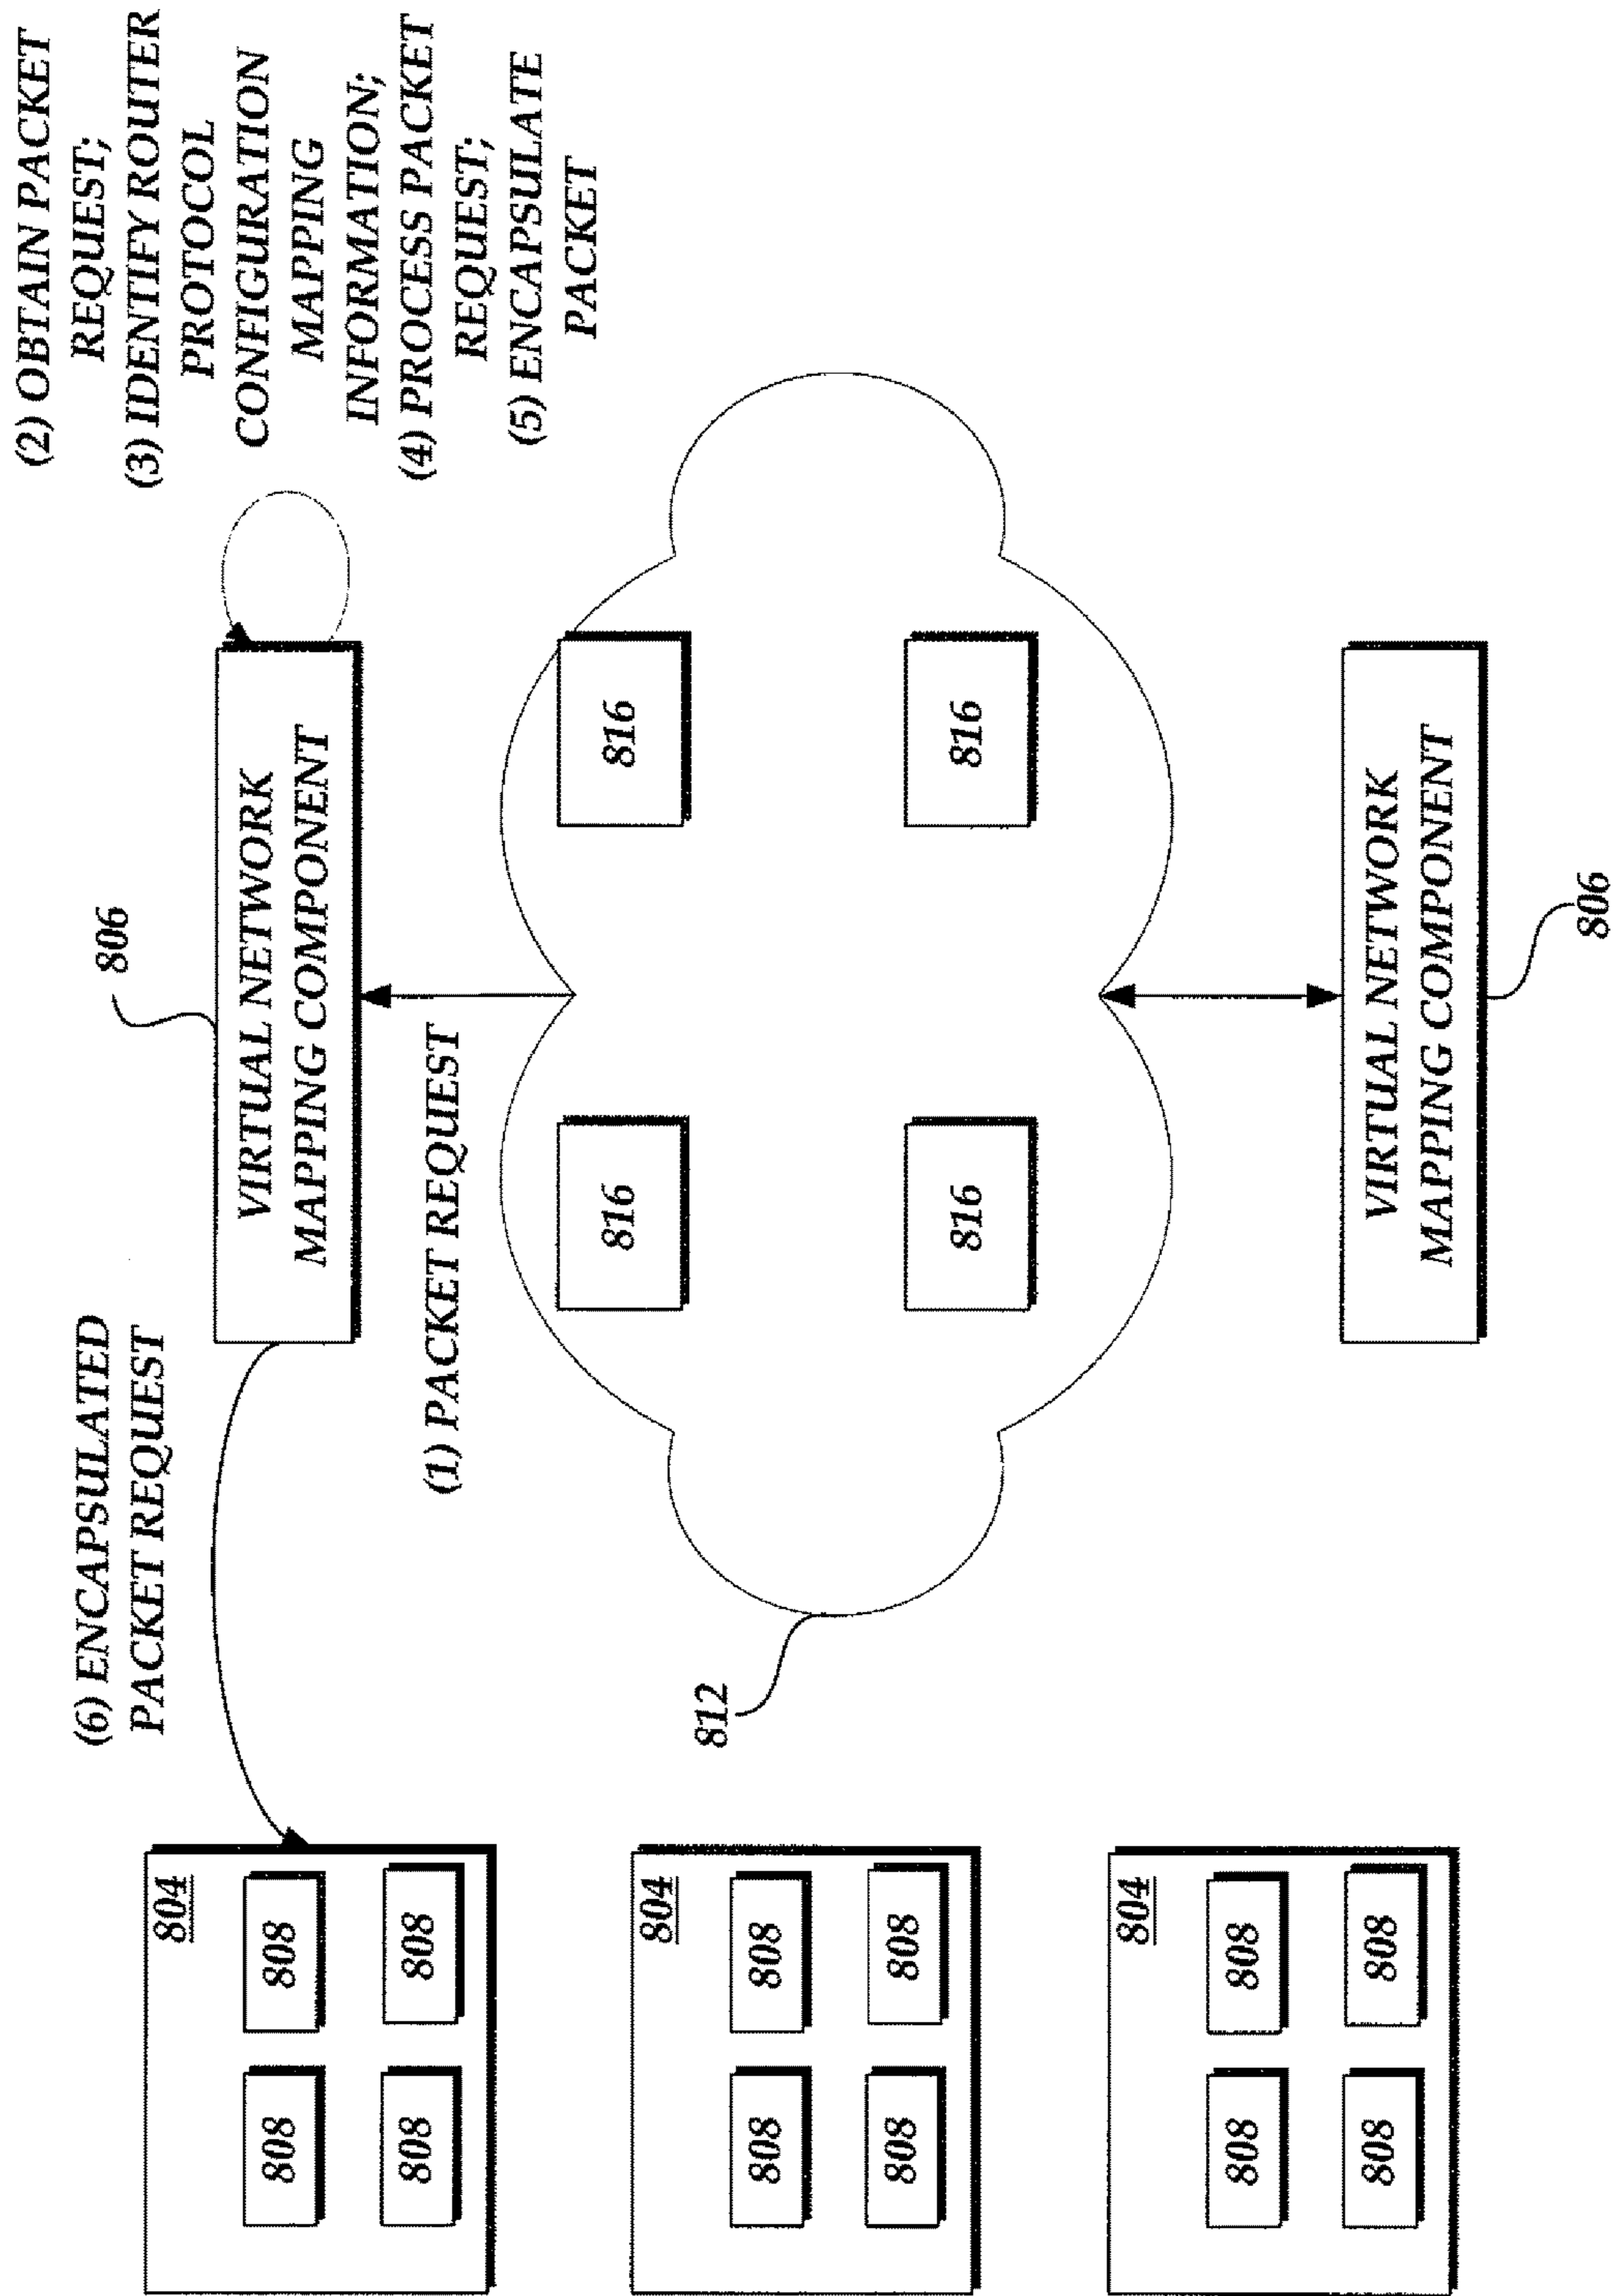 (6) ENCAPSULATED
PACKET REQUEST
806
(2) OBTAIN PACKET
REQUEST;
(3) IDENTIFY ROUTER
PROTOCOL
CONFIGURATION
MAPPING
INFORMATION;
(4) PROCESS PACKET
REQUEST;
(5) ENCAPSULATE
PACKET
804
808
808
808
808
VIRTUAL NETWORK
MAPPING COMPONENT
(1) PACKET REQUEST
816
816
816
816
812
804
808
808
808
808
804
808
808
808
808
VIRTUAL NETWORK
MAPPING COMPONENT
806